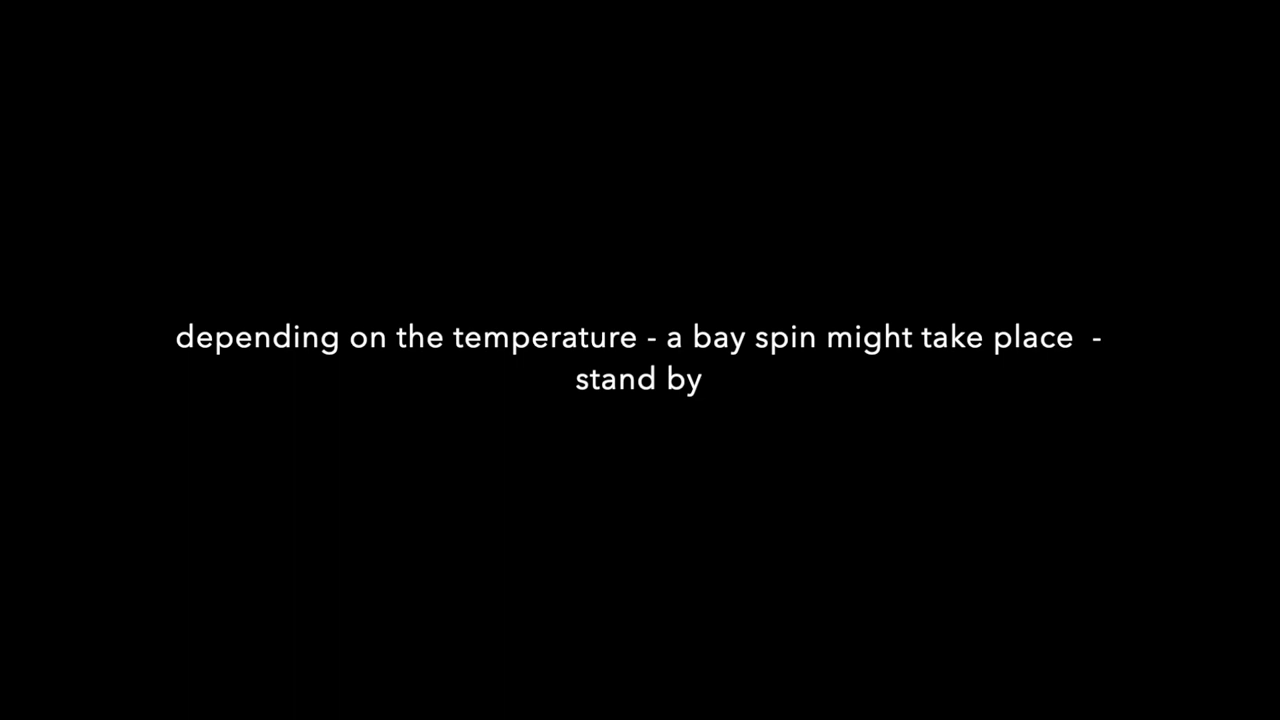 depending on the temperature - a bay spin might take place  -
stand by